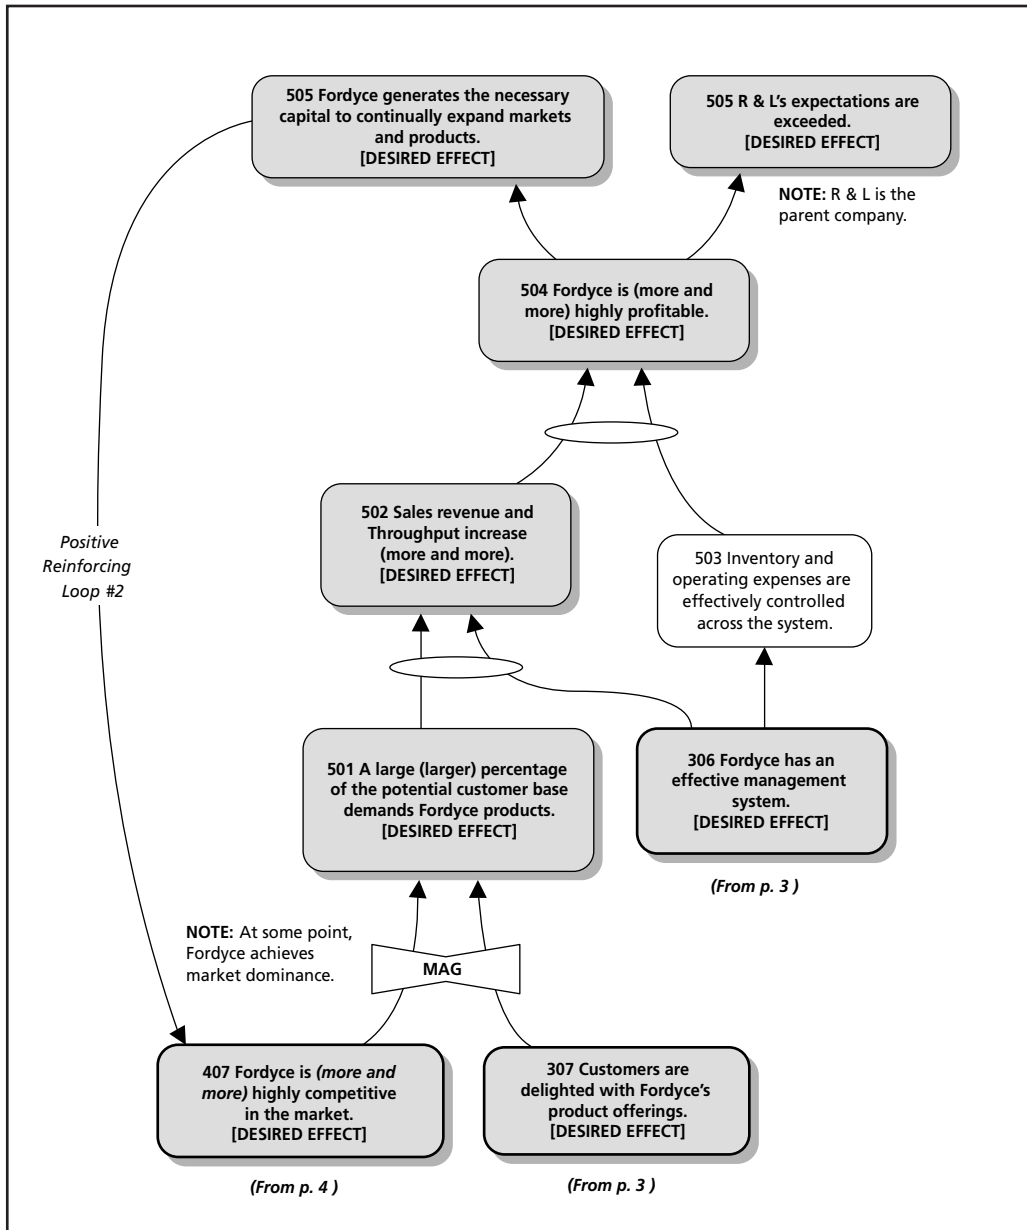 505 Fordyce generates the necessary
capital to continually expand markets
and products.
[DESIRED EFFECT]
505 R & L’s expectations are
exceeded.
[DESIRED EFFECT]
NOTE: R & L is the
parent company.
504 Fordyce is (more and
more) highly profitable.
[DESIRED EFFECT]
502 Sales revenue and
Throughput increase
(more and more).
[DESIRED EFFECT]
Positive
Reinforcing
Loop #2
503 Inventory and
operating expenses are
effectively controlled
across the system.
501 A large (larger) percentage
of the potential customer base
demands Fordyce products.
[DESIRED EFFECT]
306 Fordyce has an
effective management
system.
[DESIRED EFFECT]
(From p. 3 )
NOTE: At some point,
Fordyce achieves
market dominance.
MAG
407 Fordyce is (more and
more) highly competitive
in the market.
[DESIRED EFFECT]
(From p. 4 )
307 Customers are
delighted with Fordyce’s
product offerings.
[DESIRED EFFECT]
(From p. 3 )